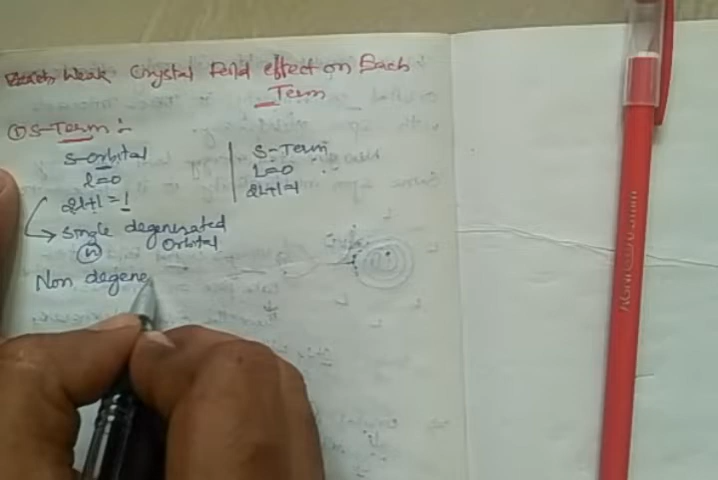 Weak Crystal Feild effect on Each
Term
① S-Term :-
S-orbital
l=0
2l+1 = 1
→ Single degenerated
Orbital
(n)
Non degene
S-Term
L=0
2L+1=1